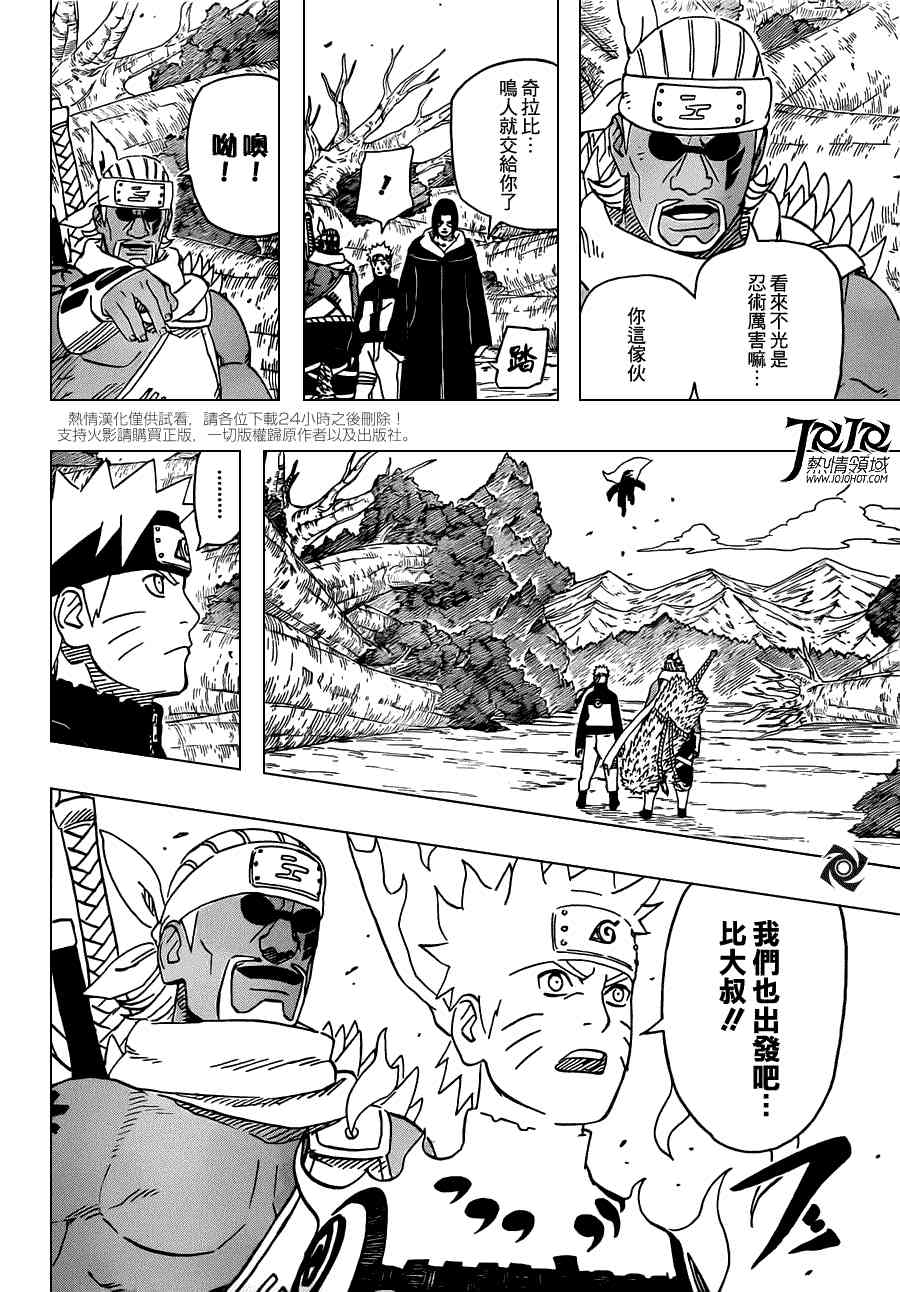 看來不光是
忍術厲害嘛…
你這傢伙
奇拉比…
鳴人就交給你了
！
踏
噢！
呦！
熱情漢化僅供試看，請各位下載24小時之後刪除！
支持火影請購買正版，一切版權歸原作者以及出版社。
JOJO
熱情領域
WWW.JOJOHOT.COM
………
我們也出發吧…
比大叔!!
ズ